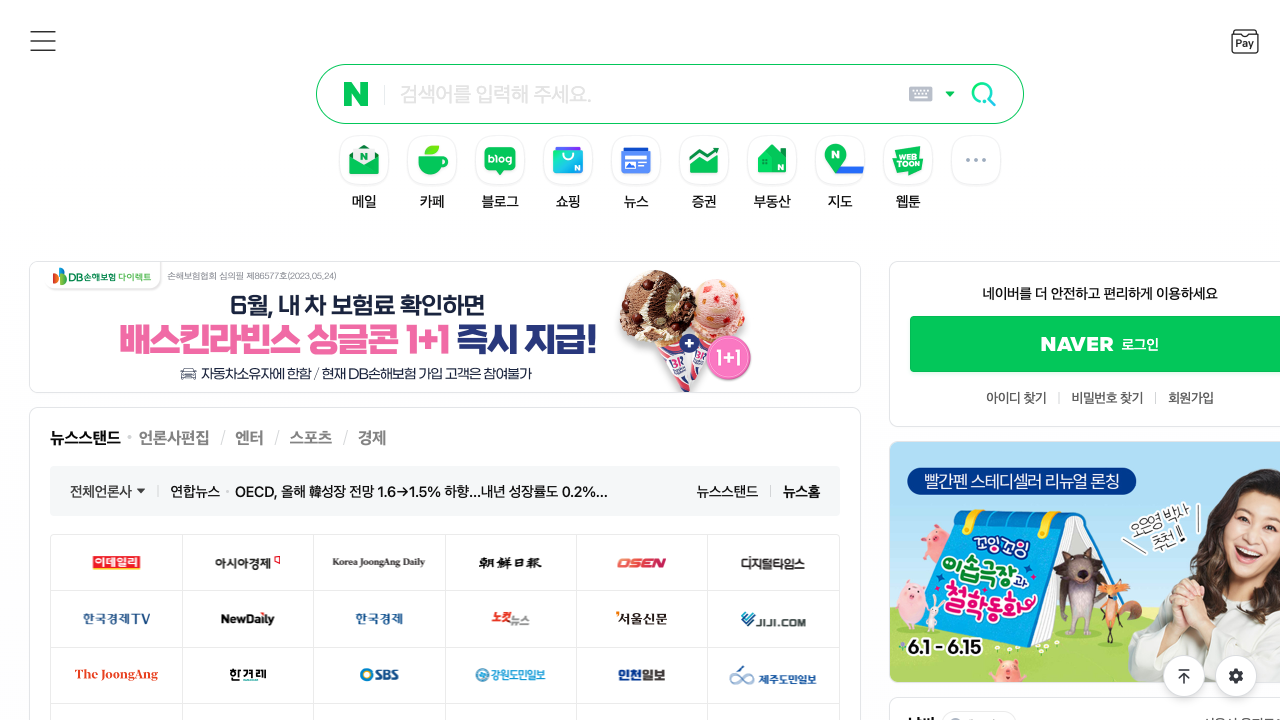 Pay
N
검색어를 입력해 주세요.
N
blog
N
N
N
WEB
TOON
메일
카페
블로그
쇼핑
뉴스
증권
부동산
지도
웹툰
DB손해보험 다이렉트
손해보험협회 심의필 제86577호(2023.05.24)
6월, 내 차 보험료 확인하면
배스킨라빈스 싱글콘 1+1 즉시 지급!
자동차소유자에 한함 / 현재 DB손해보험 가입 고객은 참여불가
BR
+
BR
1+1
네이버를 더 안전하고 편리하게 이용하세요
NAVER 로그인
아이디 찾기
비밀번호 찾기
회원가입
뉴스스탠드
언론사편집
엔터
스포츠
경제
전체언론사
연합뉴스
OECD, 올해 韓성장 전망 1.6→1.5% 하향...내년 성장률도 0.2%...
뉴스스탠드
뉴스홈
이데일리
아시아경제
Korea JoongAng Daily
朝鮮日報
OSEN
디지털타임스
한국경제TV
NewDaily
한국경제
노컷뉴스
서울신문
JIJI.COM
The JoongAng
한겨레
SBS
강원도민일보
인천일보
제주도민일보
빨간펜 스테디셀러 리뉴얼 론칭
오은영 박사
추천!
꼬잉꼬잉
이솝극장과
철학동화
6.1 - 6.15